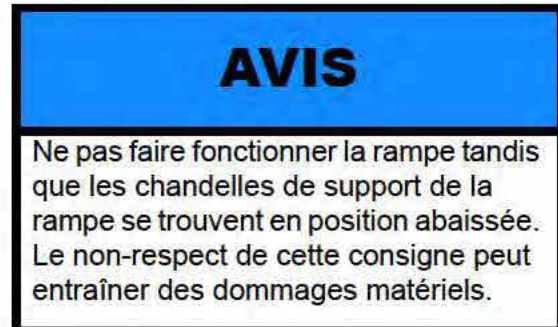 AVIS
Ne pas faire fonctionner la rampe tandis
que les chandelles de support de la
rampe se trouvent en position abaissée.
Le non-respect de cette consigne peut
entraîner des dommages matériels.